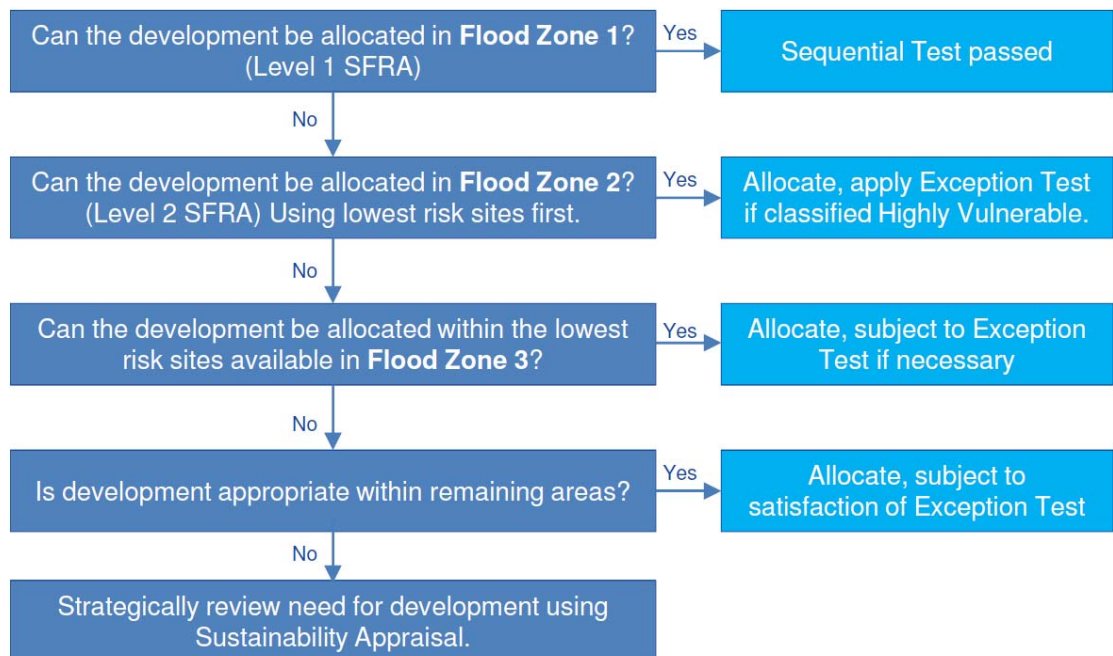 Can the development be allocated in Flood Zone 1?
(Level 1 SFRA)
Yes
Sequential Test passed
No
Can the development be allocated in Flood Zone 2?
(Level 2 SFRA) Using lowest risk sites first.
Yes
Allocate, apply Exception Test
if classified Highly Vulnerable.
No
Can the development be allocated within the lowest
risk sites available in Flood Zone 3?
Yes
Allocate, subject to Exception
Test if necessary
No
Is development appropriate within remaining areas?
Yes
Allocate, subject to
satisfaction of Exception Test
No
Strategically review need for development using
Sustainability Appraisal.